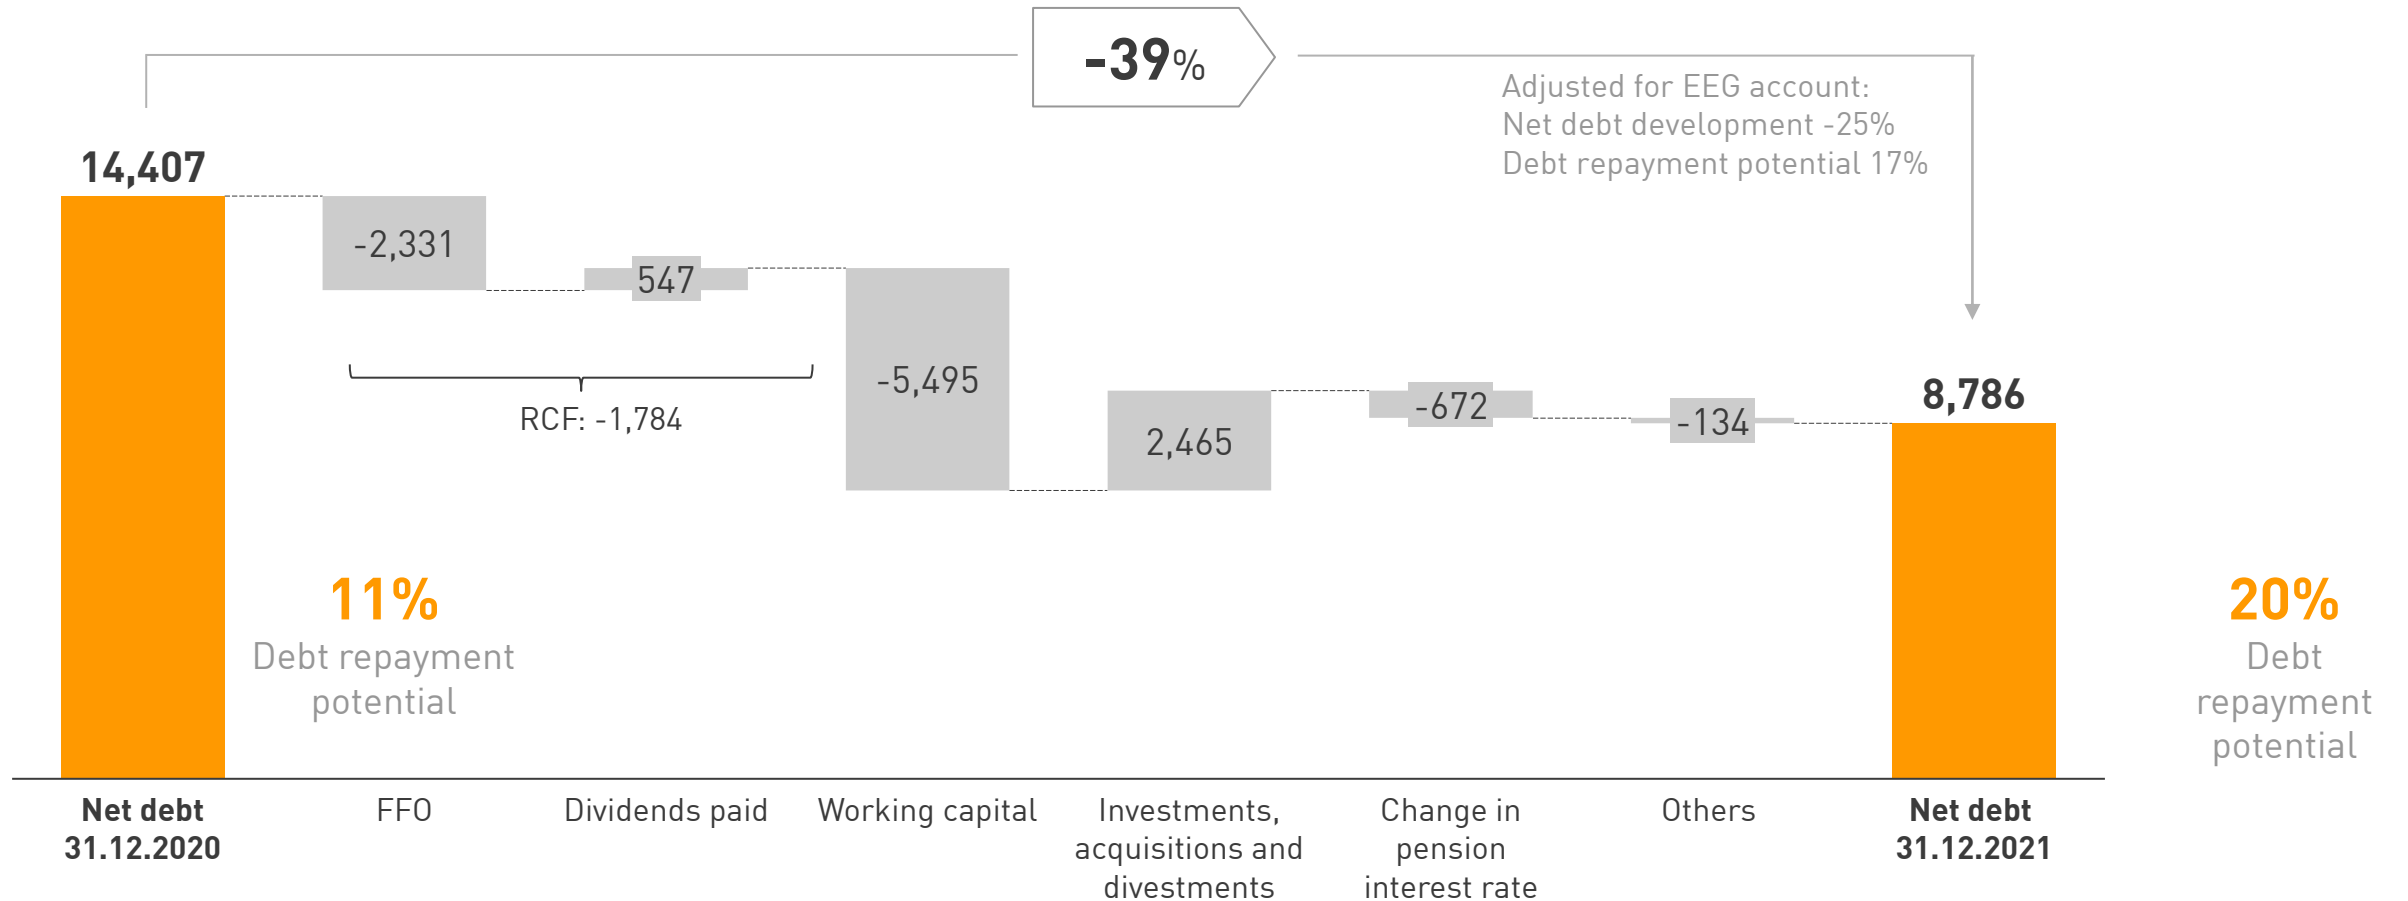 -39%
Adjusted for EEG account:
Net debt development -25%
Debt repayment potential 17%
14,407
-2,331
547
-5,495
2,465
-672
-134
8,786
RCF: -1,784
11%
Debt repayment
potential
20%
Debt
repayment
potential
Net debt
31.12.2020
FFO
Dividends paid
Working capital
Investments,
acquisitions and
divestments
Change in
pension
interest rate
Others
Net debt
31.12.2021